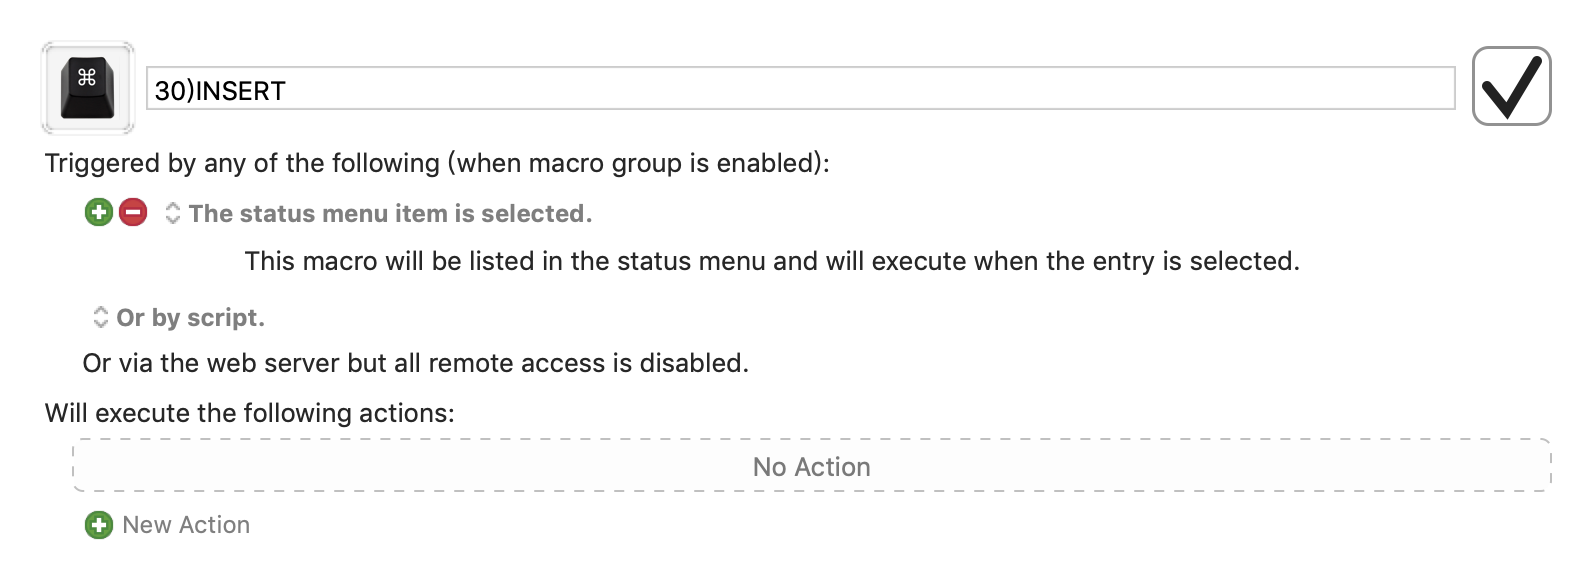 ⌘
30)INSERT
Triggered by any of the following (when macro group is enabled):
The status menu item is selected.
This macro will be listed in the status menu and will execute when the entry is selected.
Or by script.
Or via the web server but all remote access is disabled.
Will execute the following actions:
No Action
New Action